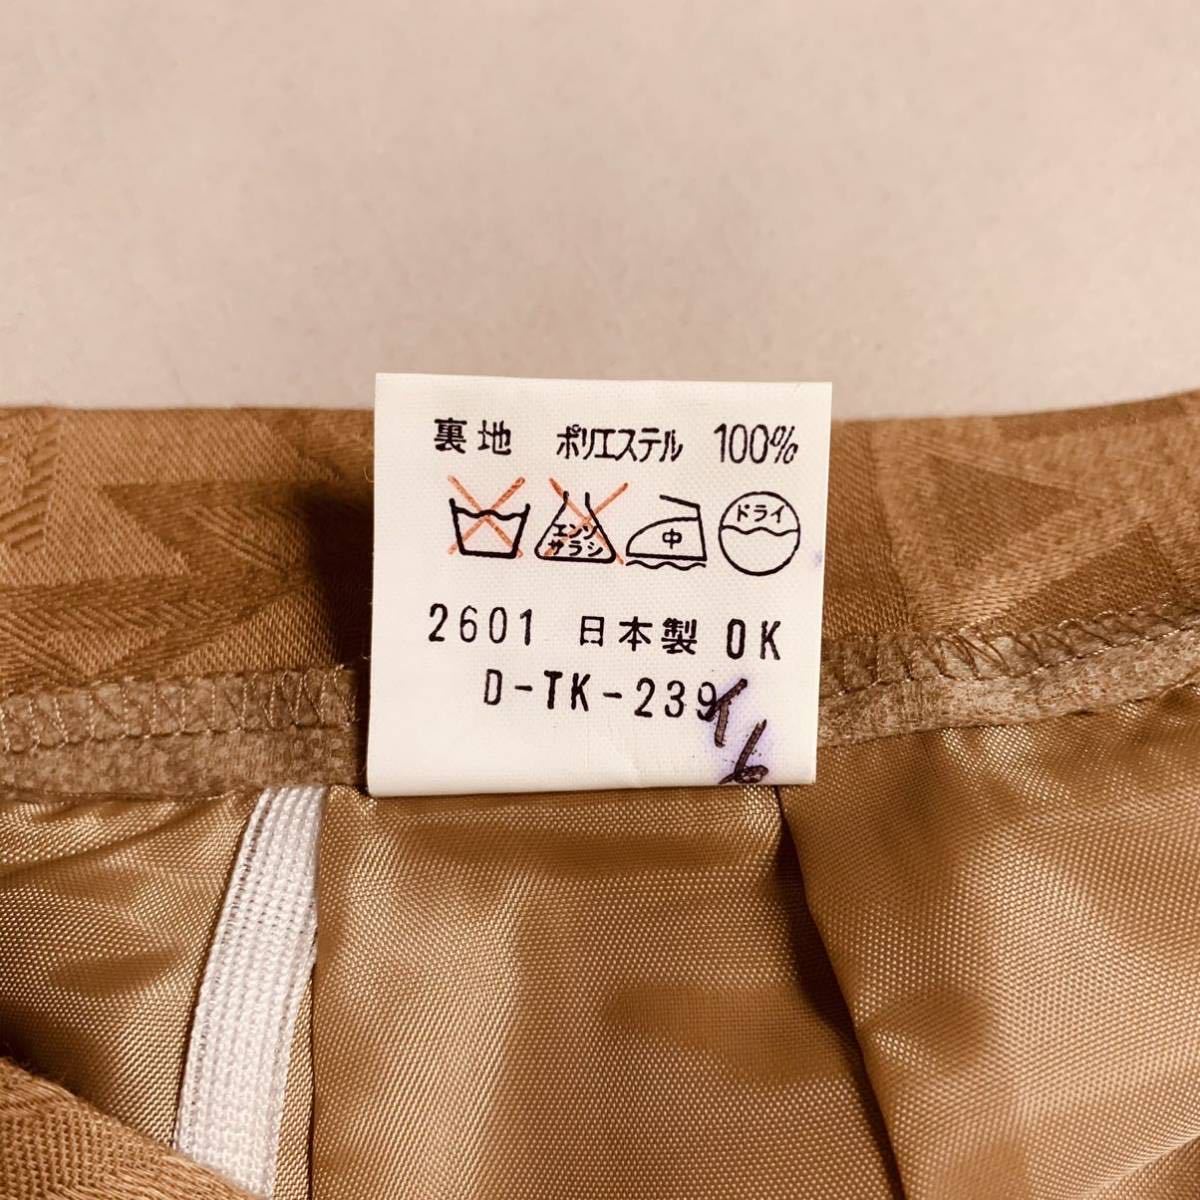 裏地 ポリエステル 100%
エンソ サラシ 中 ドライ
2601 日本製 OK
D-TK-239